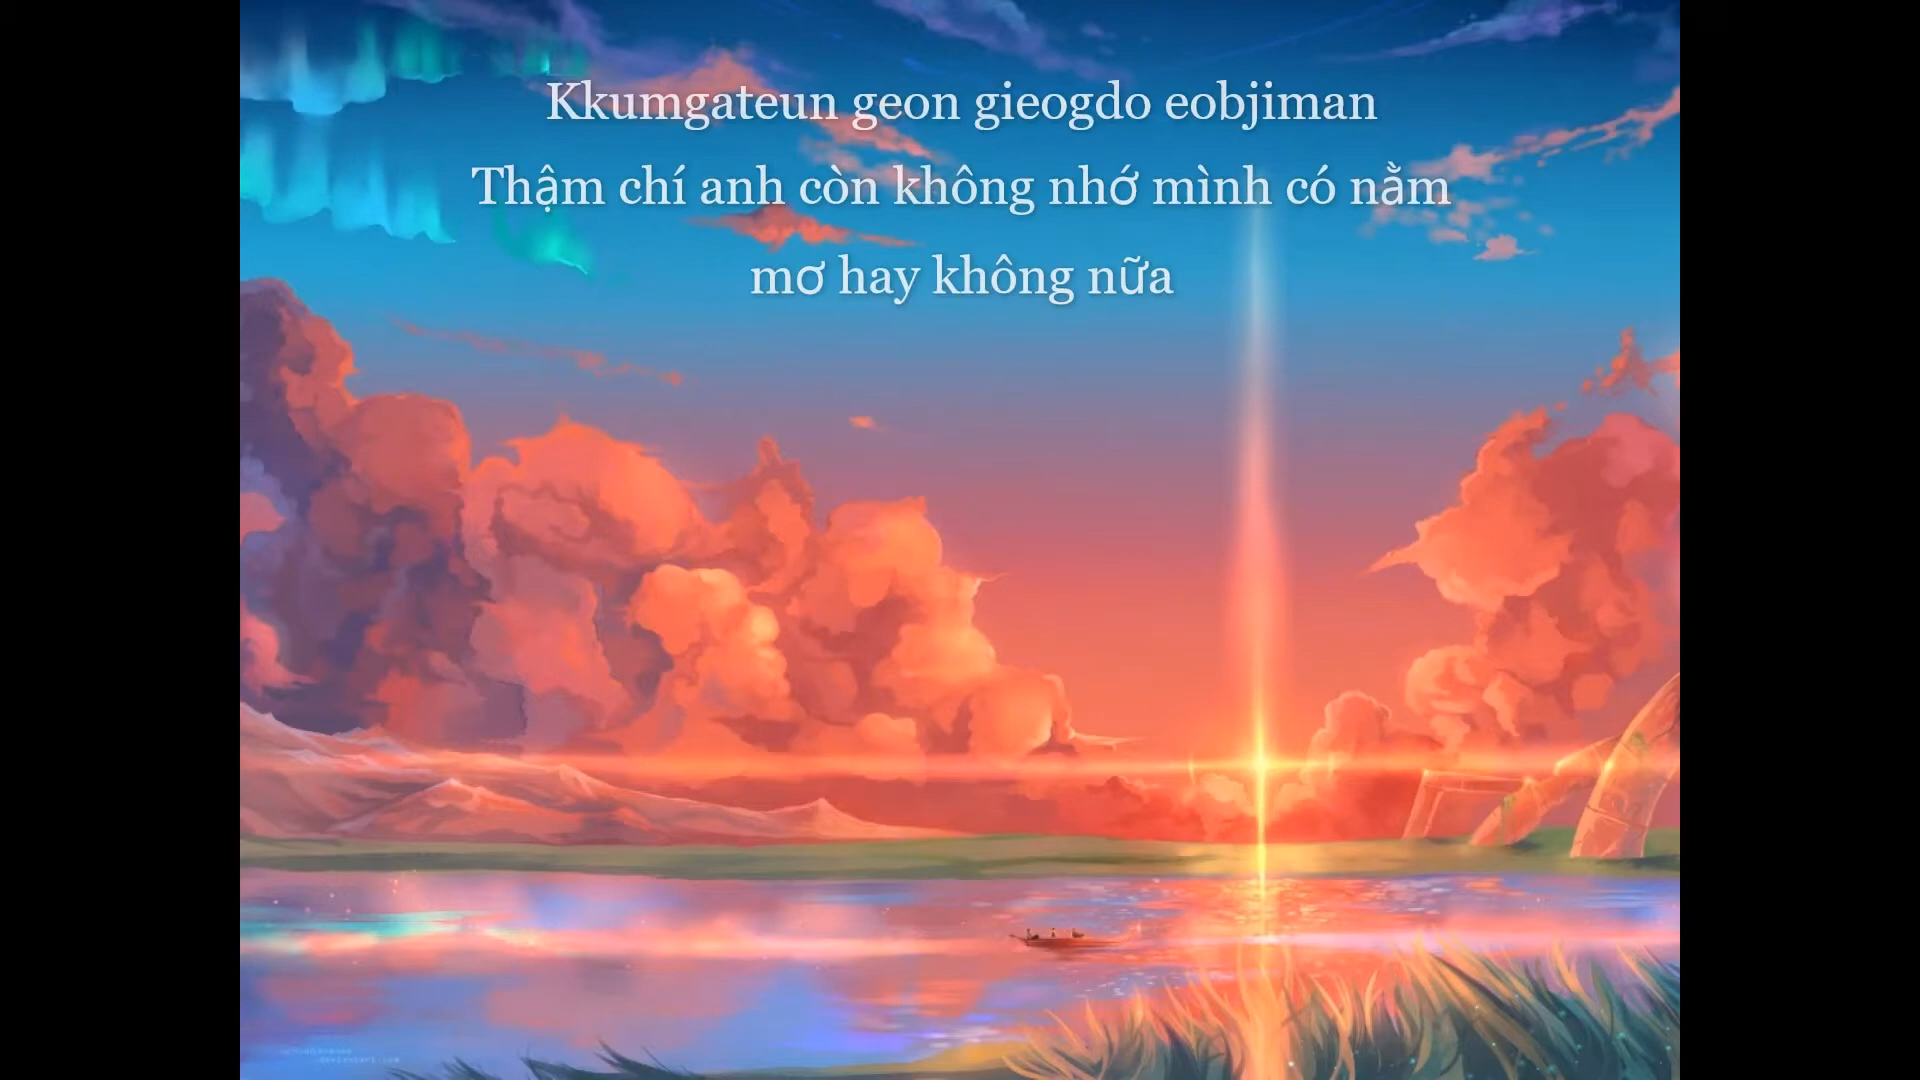 Kkumgateun geon gieogdo eobjiman
Thậm chí anh còn không nhớ mình có nằm
mơ hay không nữa